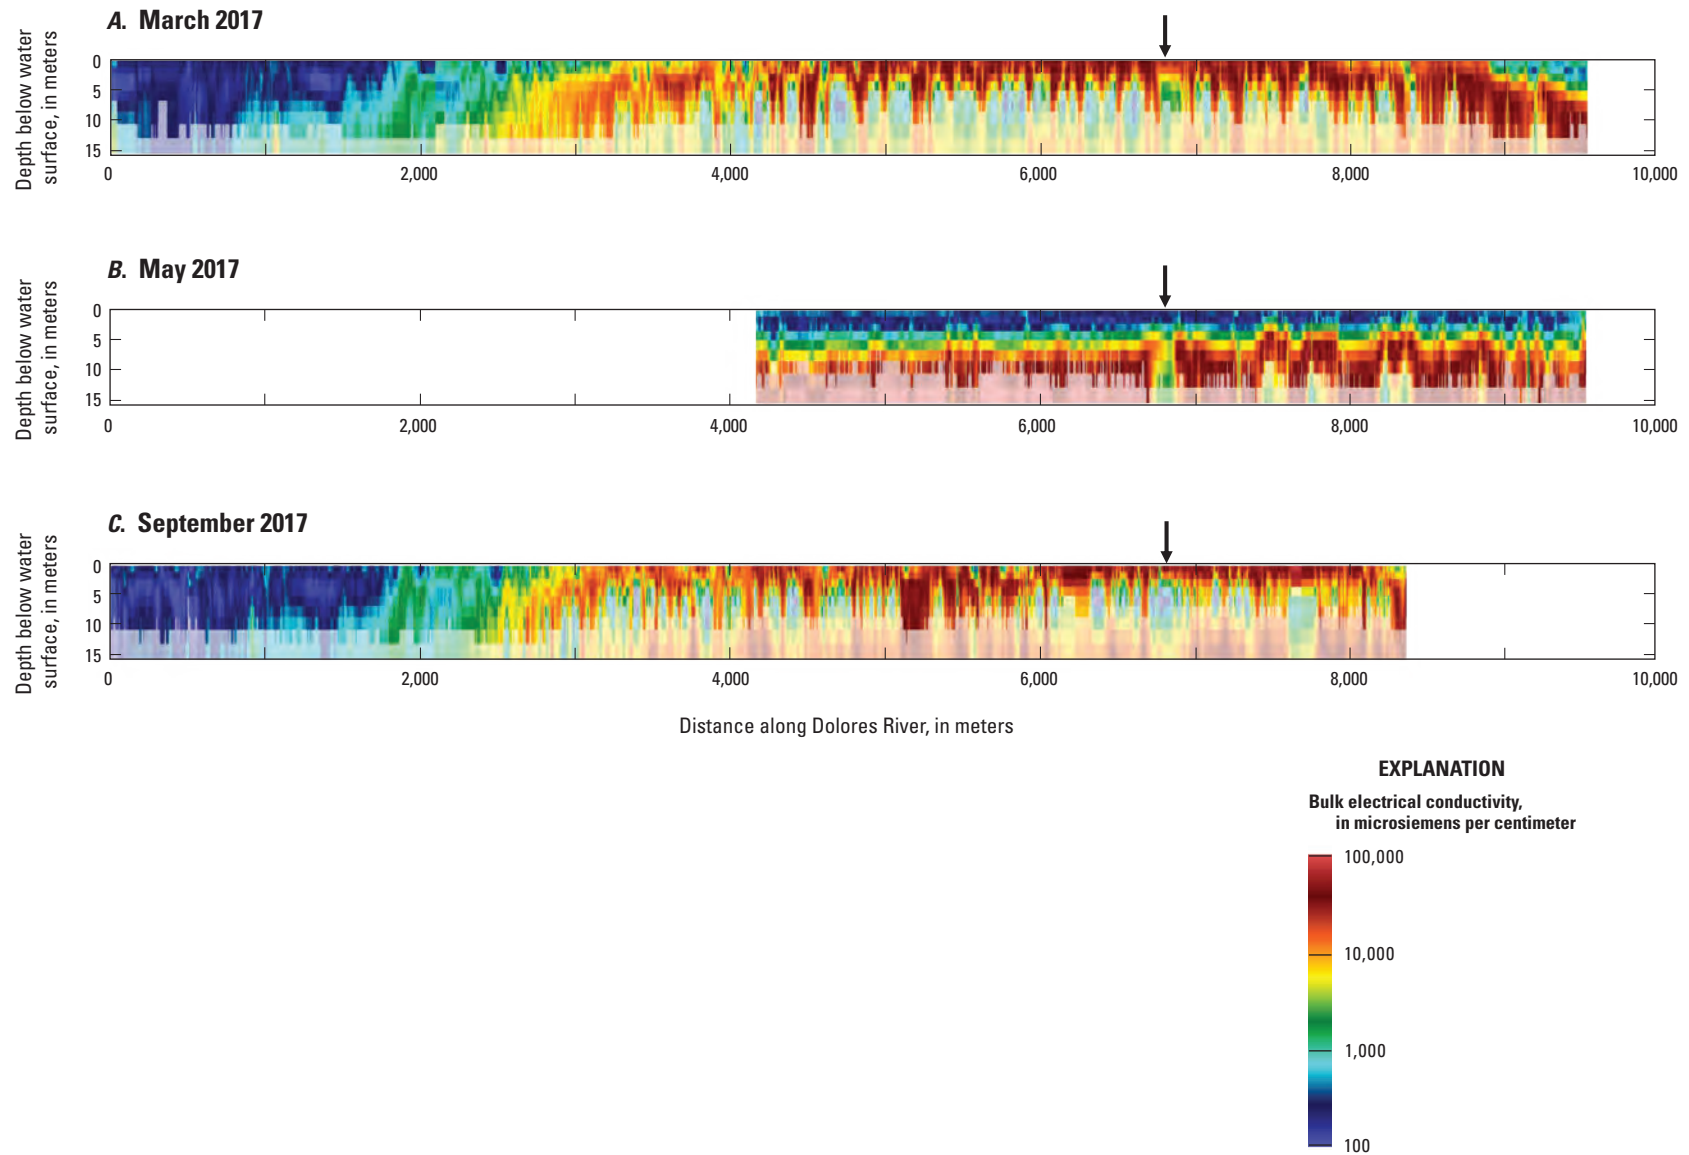 A. March 2017
Depth below water
surface, in meters
0
5
10
15
0 2,000 4,000 6,000 8,000 10,000
B. May 2017
Depth below water
surface, in meters
0
5
10
15
0 2,000 4,000 6,000 8,000 10,000
C. September 2017
Depth below water
surface, in meters
0
5
10
15
0 2,000 4,000 6,000 8,000 10,000
Distance along Dolores River, in meters
EXPLANATION
Bulk electrical conductivity,
in microsiemens per centimeter
100,000
10,000
1,000
100